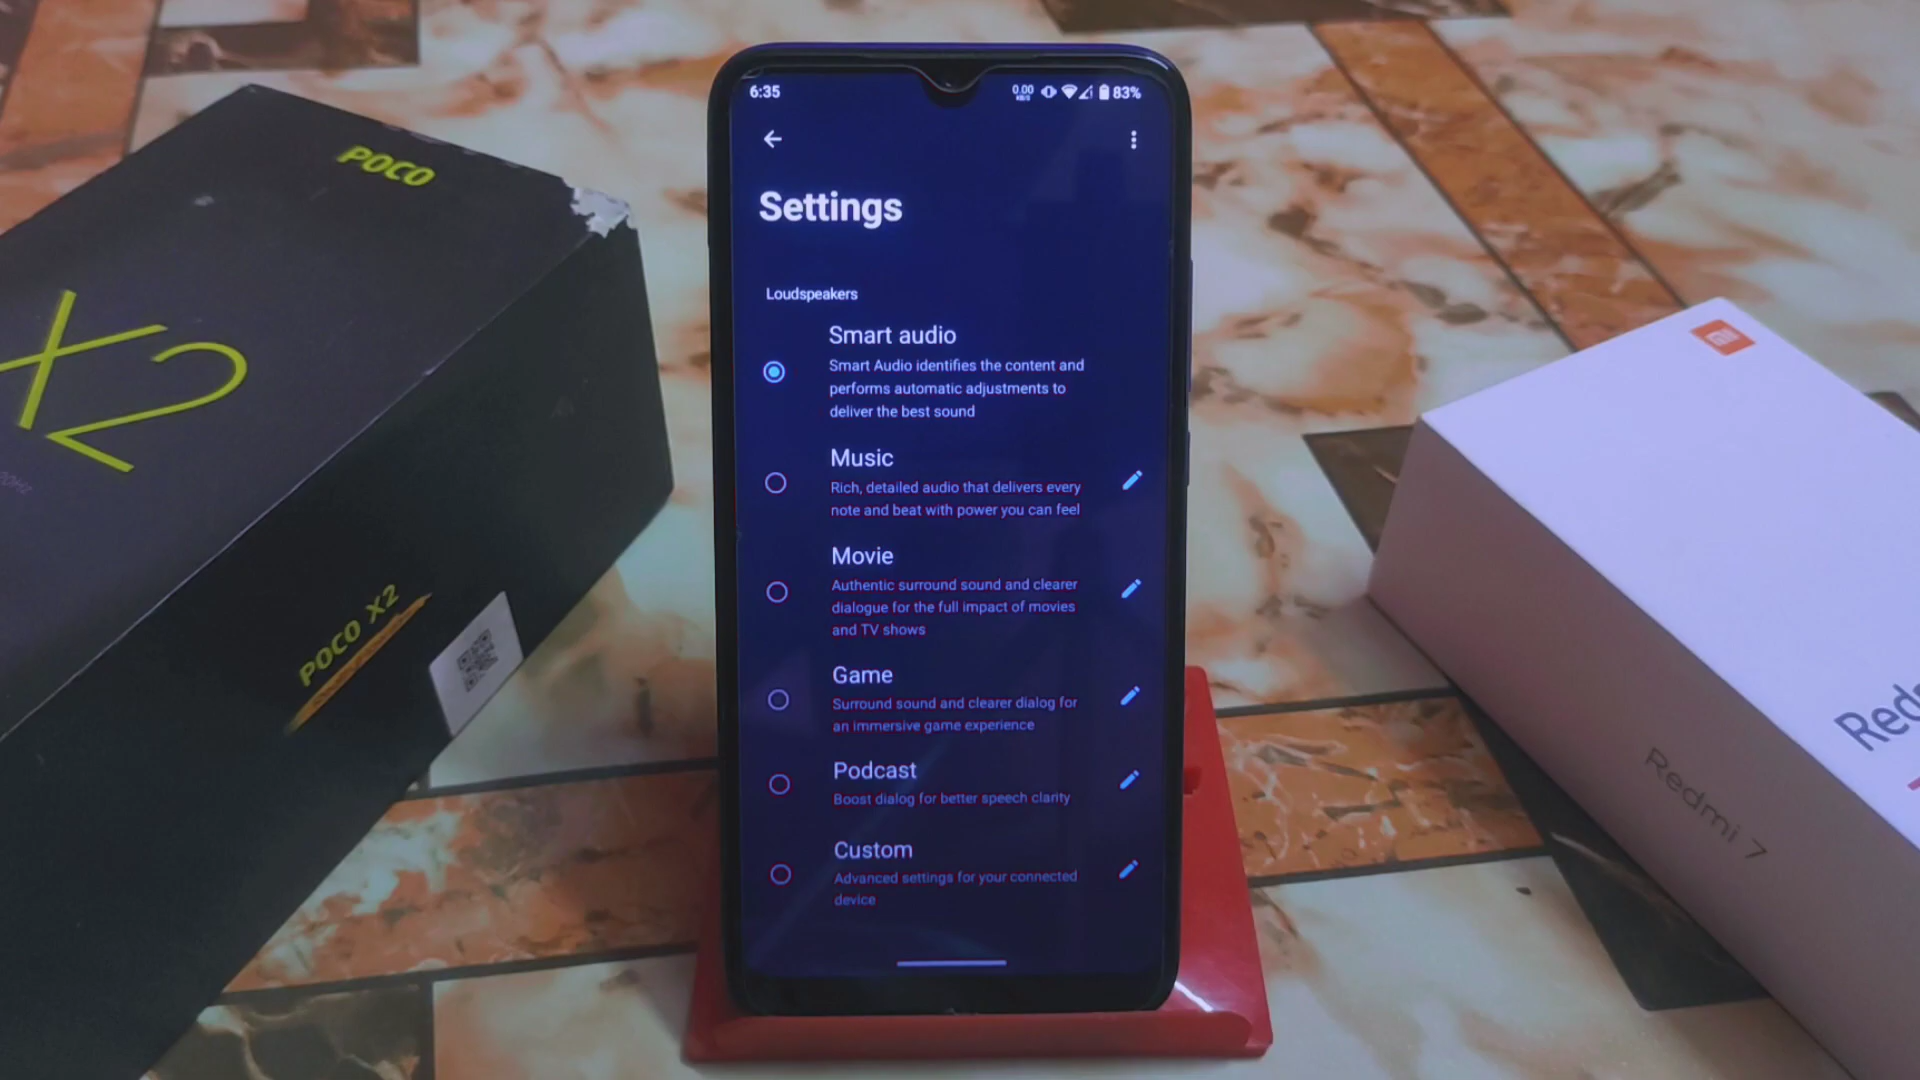 POCO
X2
POCO X2
6:35
0.00
83%
Settings
Loudspeakers
Smart audio
Smart Audio identifies the content and
performs automatic adjustments to
deliver the best sound
Music
Rich, detailed audio that delivers every
note and beat with power you can feel
Movie
Authentic surround sound and clearer
dialogue for the full impact of movies
and TV shows
Game
Surround sound and clearer dialog for
an immersive game experience
Podcast
Boost dialog for better speech clarity
Custom
Advanced settings for your connected
device
Redmi 7